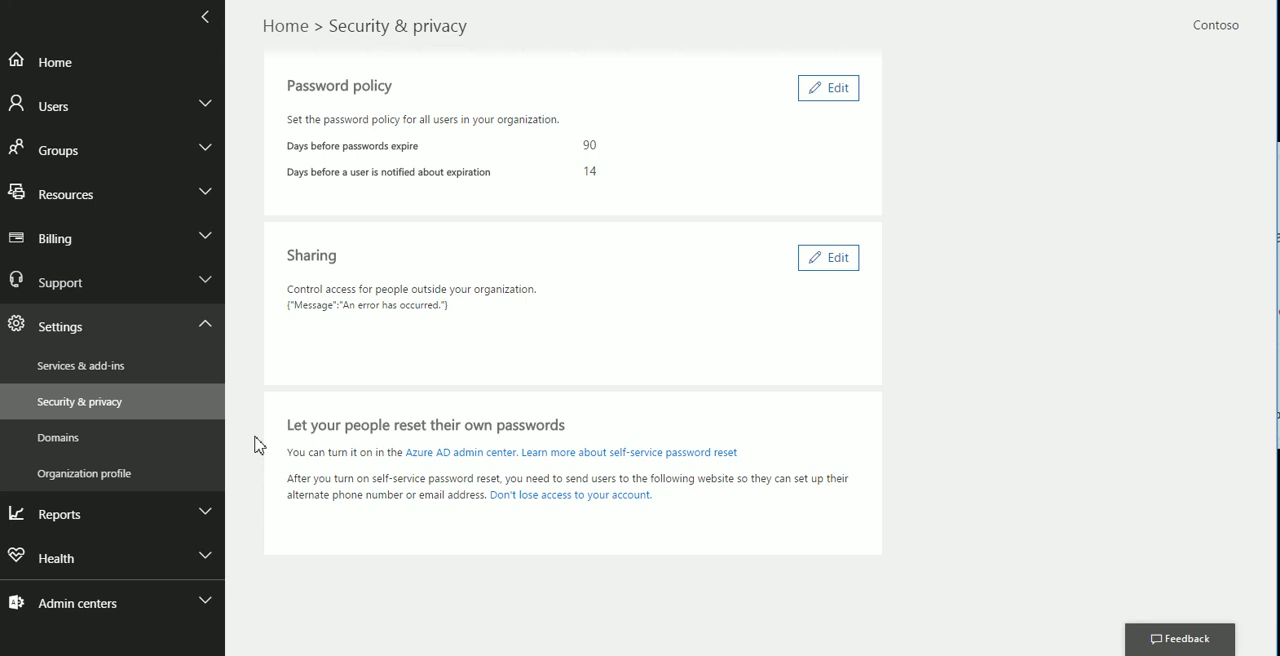 Home > Security & privacy
Contoso
Home
Users
Groups
Resources
Billing
Support
Settings
Services & add-ins
Security & privacy
Domains
Organization profile
Reports
Health
Admin centers
Password policy
Edit
Set the password policy for all users in your organization.
Days before passwords expire 90
Days before a user is notified about expiration 14
Sharing
Edit
Control access for people outside your organization.
{"Message":"An error has occurred."}
Let your people reset their own passwords
You can turn it on in the Azure AD admin center. Learn more about self-service password reset
After you turn on self-service password reset, you need to send users to the following website so they can set up their
alternate phone number or email address. Don't lose access to your account.
Feedback